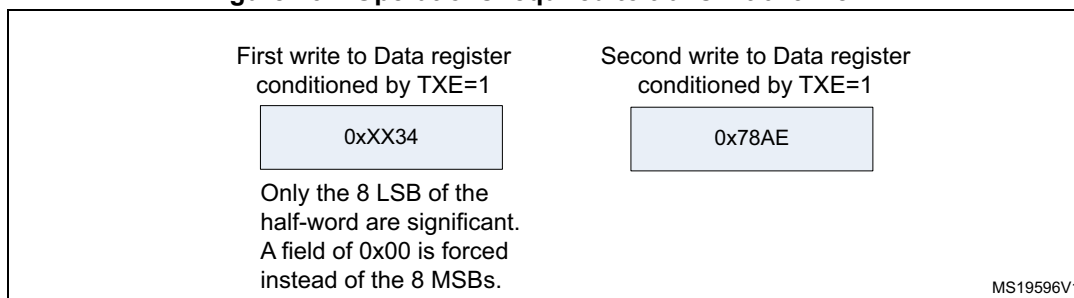 First write to Data register
conditioned by TXE=1
0xXX34
Only the 8 LSB of the
half-word are significant.
A field of 0x00 is forced
instead of the 8 MSBs.
Second write to Data register
conditioned by TXE=1
0x78AE
MS19596V1